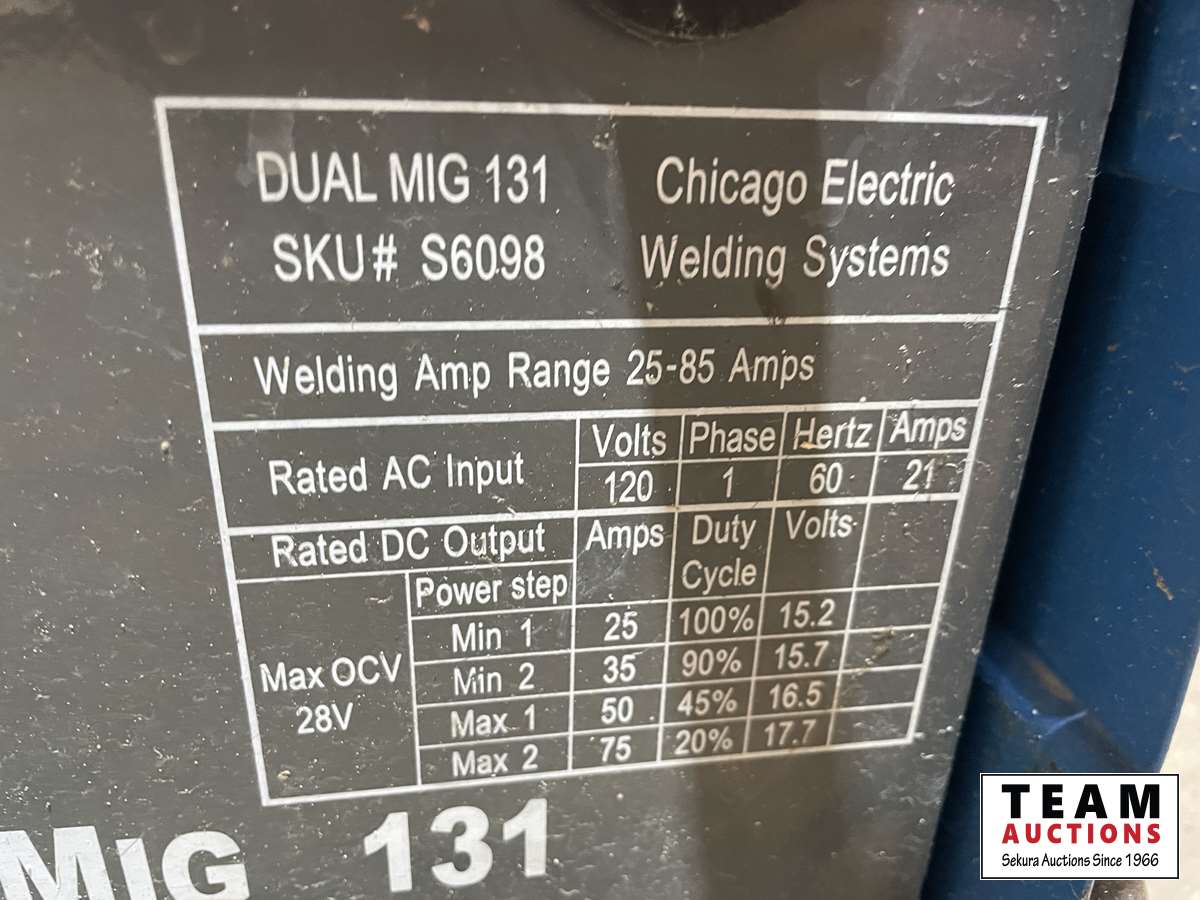 DUAL MIG 131 Chicago Electric
SKU# S6098 Welding Systems
Welding Amp Range 25-85 Amps
Rated AC Input Volts Phase Hertz Amps
120 1 60 21
Rated DC Output Amps Duty Cycle Volts
Max OCV 28V Power step
Min 1 25 100% 15.2
Min 2 35 90% 15.7
Max 1 50 45% 16.5
Max 2 75 20% 17.7
MIG 131
TEAM
AUCTIONS
Sekura Auctions Since 1966